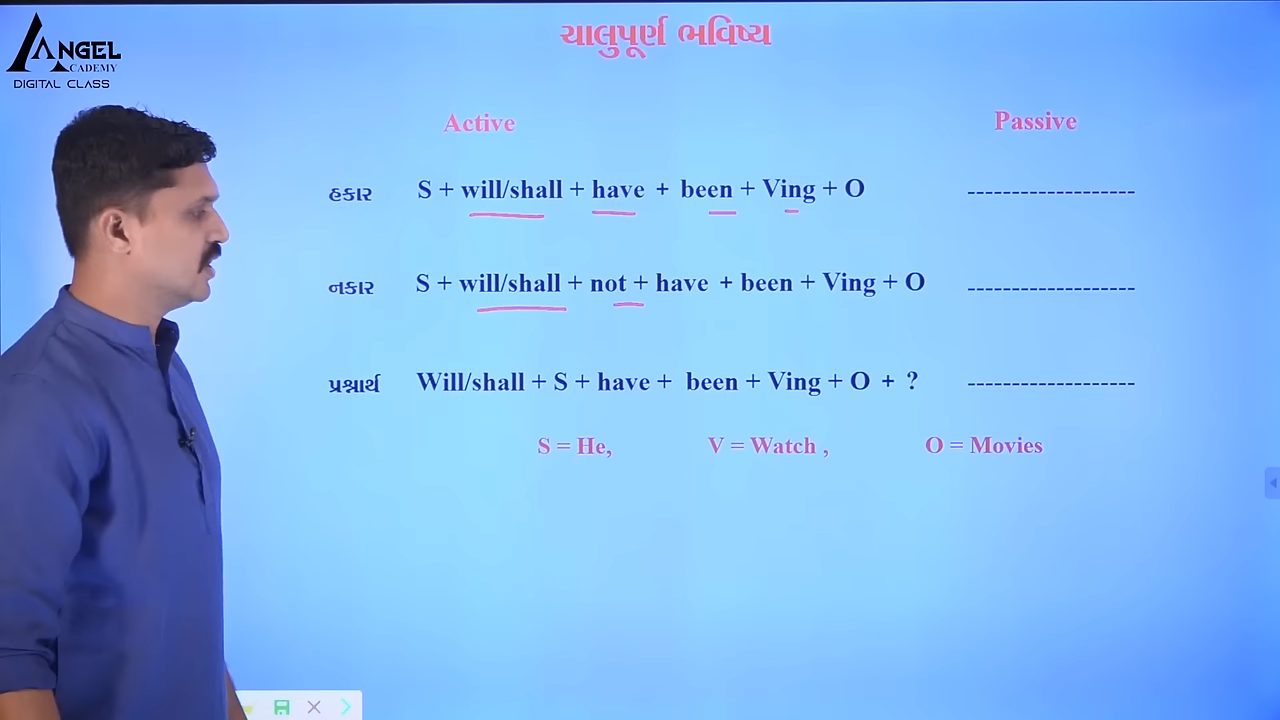 ANGEL
ACADEMY
DIGITAL CLASS
ચાલુપૂર્ણ ભવિષ્ય
Active Passive
હકાર S + will/shall + have + been + Ving + O -------------------
નકાર S + will/shall + not + have + been + Ving + O -------------------
પ્રશ્નાર્થ Will/shall + S + have + been + Ving + O + ? -------------------
S = He, V = Watch , O = Movies